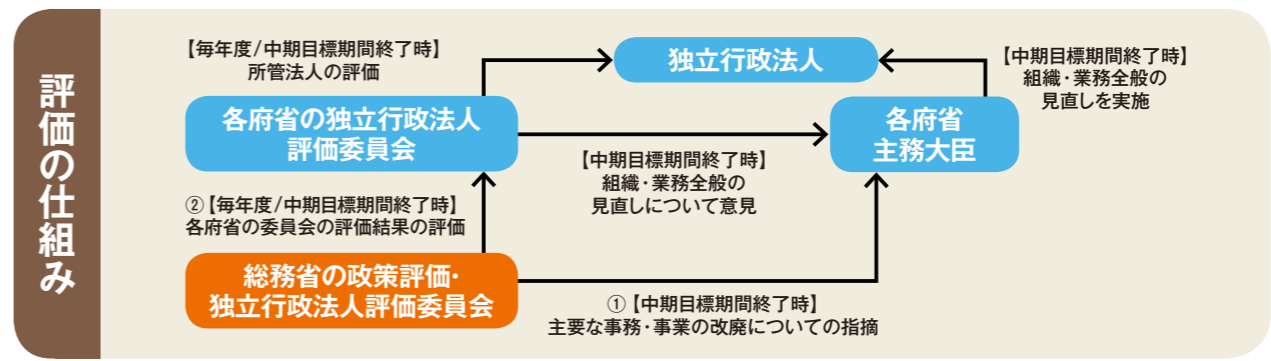 評価の仕組み
【毎年度/中期目標期間終了時】
所管法人の評価
独立行政法人
【中期目標期間終了時】
組織・業務全般の
見直しを実施
各府省の独立行政法人
評価委員会
各府省
主務大臣
【中期目標期間終了時】
組織・業務全般の
見直しについて意見
②【毎年度/中期目標期間終了時】
各府省の委員会の評価結果の評価
総務省の政策評価・
独立行政法人評価委員会
①【中期目標期間終了時】
主要な事務・事業の改廃についての指摘